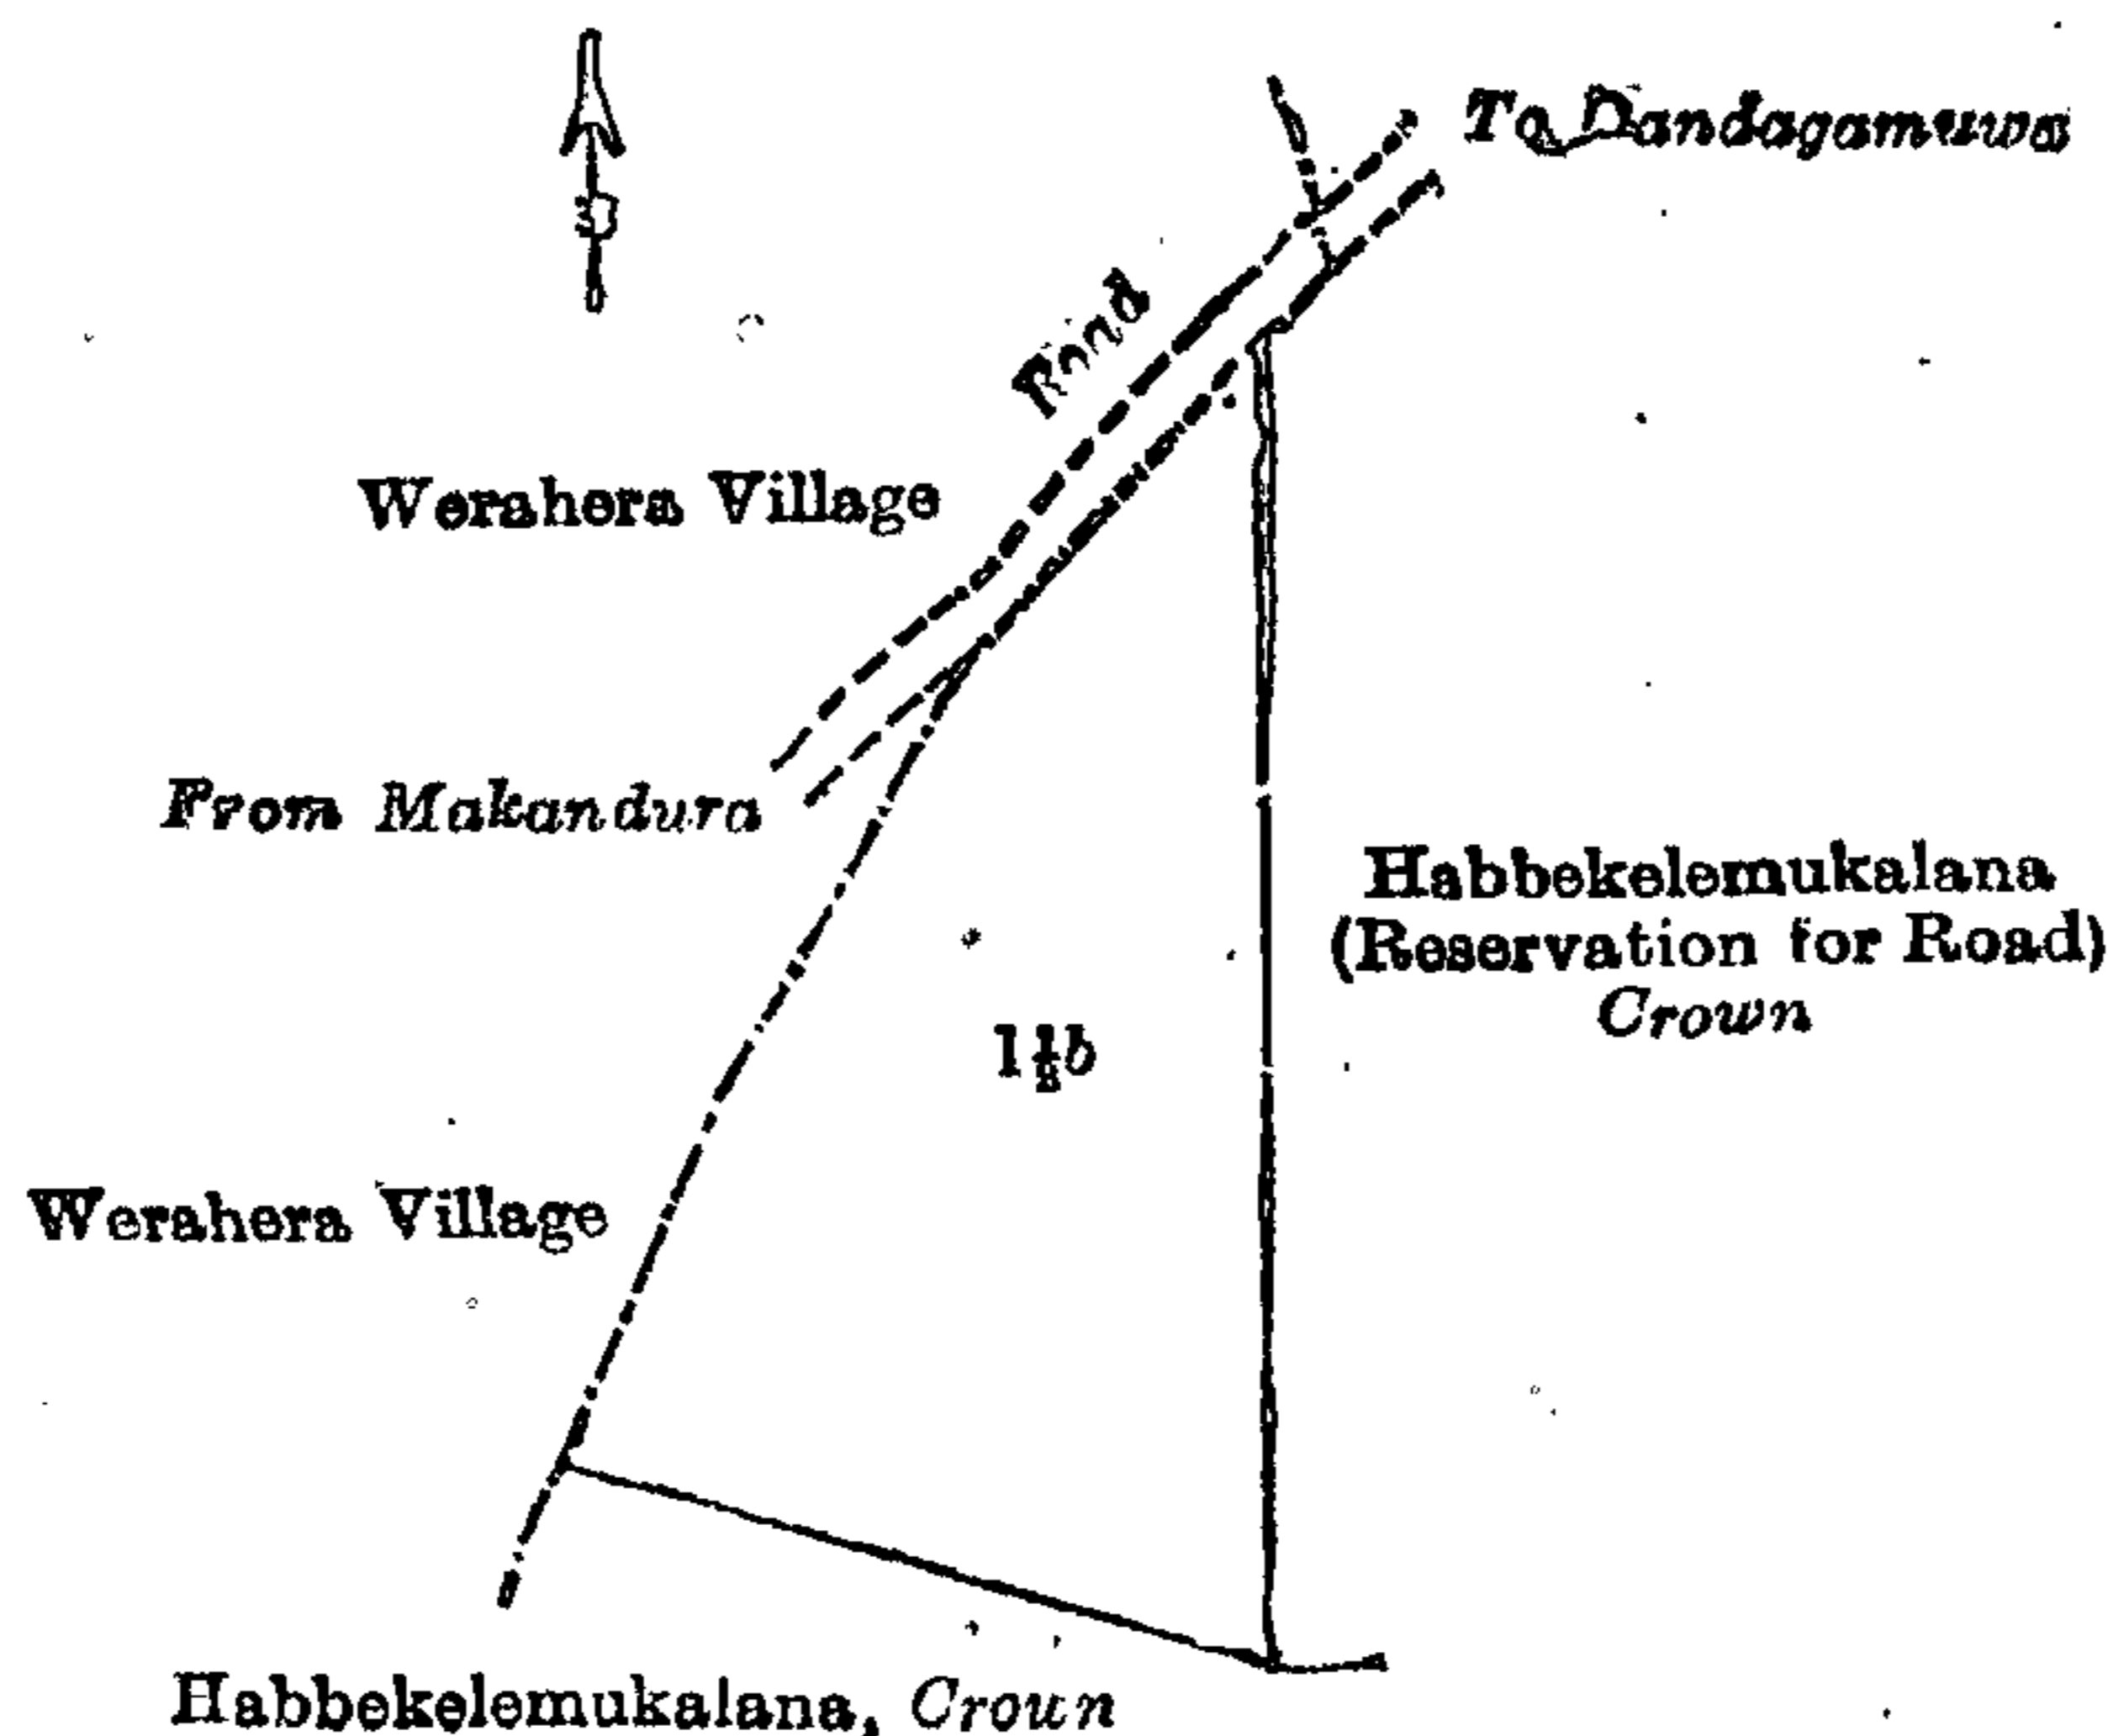 To Dandagamuwa
Road
Werahera Village
From Makandura
Habbekelemukalana
(Reservation for Road)
Crown
1⅛b
Werahera Village
Habbekelemukalana, Crown